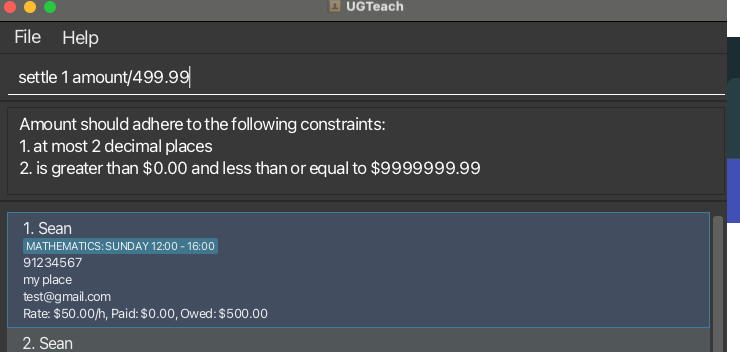 UGTeach
File Help
settle 1 amount/499.99
Amount should adhere to the following constraints:
1. at most 2 decimal places
2. is greater than $0.00 and less than or equal to $9999999.99
1. Sean
MATHEMATICS: SUNDAY 12:00 - 16:00
91234567
my place
test@gmail.com
Rate: $50.00/h, Paid: $0.00, Owed: $500.00
2. Sean